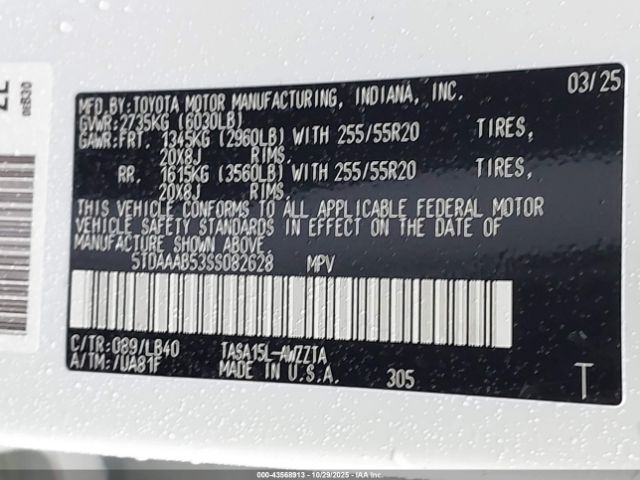 03/25
MFD.BY:TOYOTA MOTOR MANUFACTURING, INDIANA, INC.
GVWR:2735KG (6030LB)
GAWR:FRT. 1345KG (2960LB) WITH 255/55R20 TIRES,
20X8J RIMS,
RR. 1615KG (3560LB) WITH 255/55R20 TIRES,
20X8J RIMS,
THIS VEHICLE CONFORMS TO ALL APPLICABLE FEDERAL MOTOR
VEHICLE SAFETY STANDARDS IN EFFECT ON THE DATE OF
MANUFACTURE SHOWN ABOVE
5TDAAAB53SS082628 MPV
C/TR:089/LB40 TASA15L-AWZZTA
A/TM:/UA81F MADE IN U.S.A. 305 T
000-43568913 - 10/29/2025 - COPYRIGHT IAA